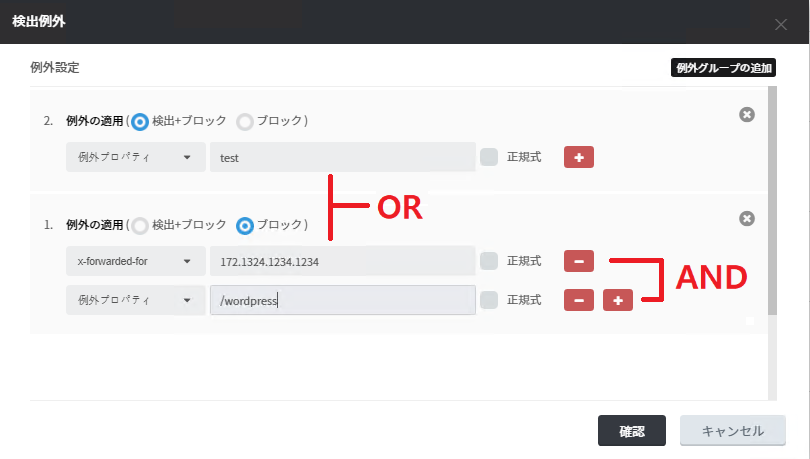 検出例外
例外設定
例外グループの追加
2. 例外の適用 ( 検出+ブロック ブロック )
例外プロパティ test 正規式
OR
1. 例外の適用 ( 検出+ブロック ブロック )
x-forwarded-for 172.1324.1234.1234 正規式
AND
例外プロパティ /wordpress 正規式
確認 キャンセル